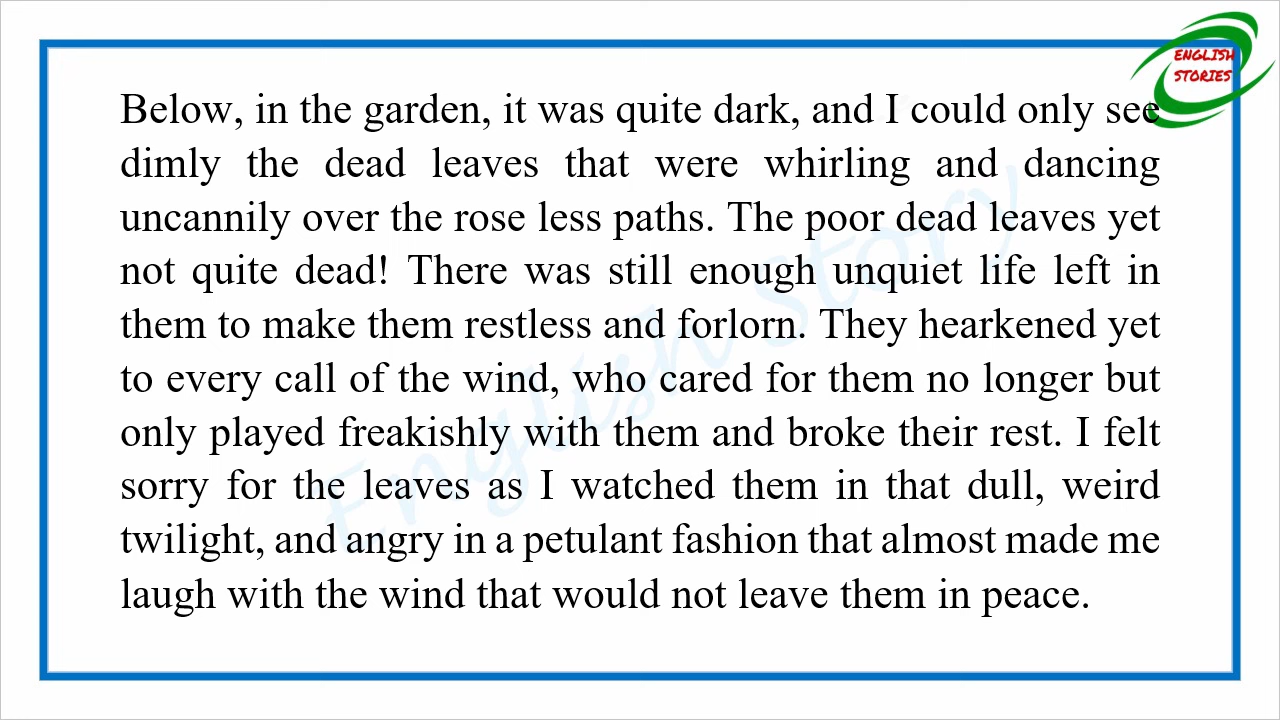 ENGLISH
STORIES
Below, in the garden, it was quite dark, and I could only see
dimly the dead leaves that were whirling and dancing
uncannily over the rose less paths. The poor dead leaves yet
not quite dead! There was still enough unquiet life left in
them to make them restless and forlorn. They hearkened yet
to every call of the wind, who cared for them no longer but
only played freakishly with them and broke their rest. I felt
sorry for the leaves as I watched them in that dull, weird
twilight, and angry in a petulant fashion that almost made me
laugh with the wind that would not leave them in peace.
English Story